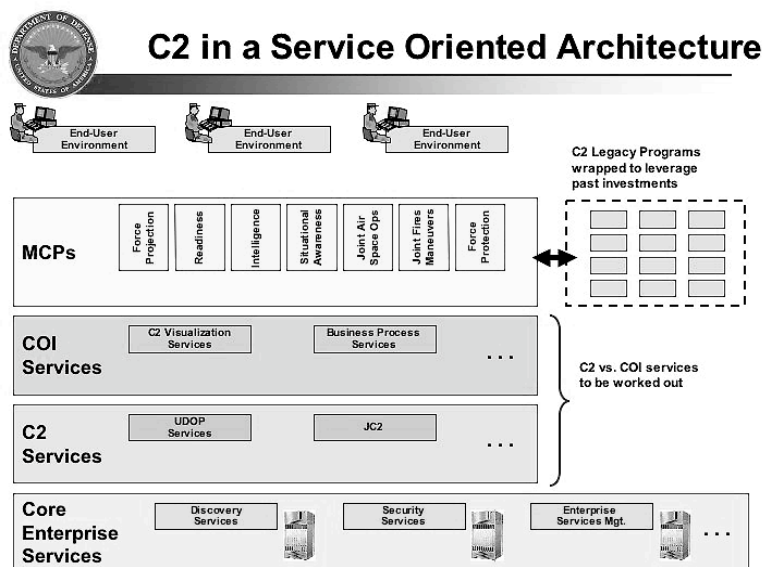 DEPARTMENT OF DEFENSE
UNITED STATES OF AMERICA
C2 in a Service Oriented Architecture
End-User
Environment
End-User
Environment
End-User
Environment
C2 Legacy Programs
wrapped to leverage
past investments
MCPs
Force
Projection
Readiness
Intelligence
Situational
Awareness
Joint Air
Space Ops
Joint Fires
Maneuvers
Force
Protection
COI
Services
C2 Visualization
Services
Business Process
Services
. . .
C2 vs. COI services
to be worked out
C2
Services
UDOP
Services
JC2
. . .
Core
Enterprise
Services
Discovery
Services
Security
Services
Enterprise
Services Mgt.
. . .